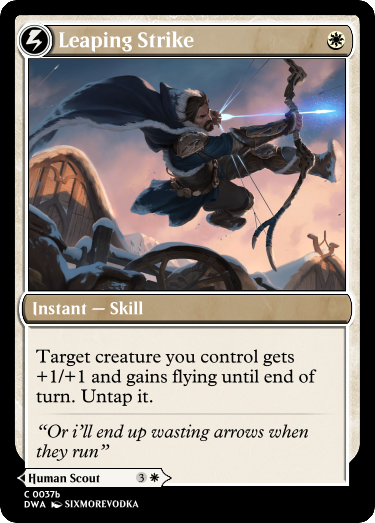 Leaping Strike
Instant — Skill
Target creature you control gets
+1/+1 and gains flying until end of
turn. Untap it.
“Or i’ll end up wasting arrows when
they run”
Human Scout 3
C 0037b
DWA SIXMOREVODKA